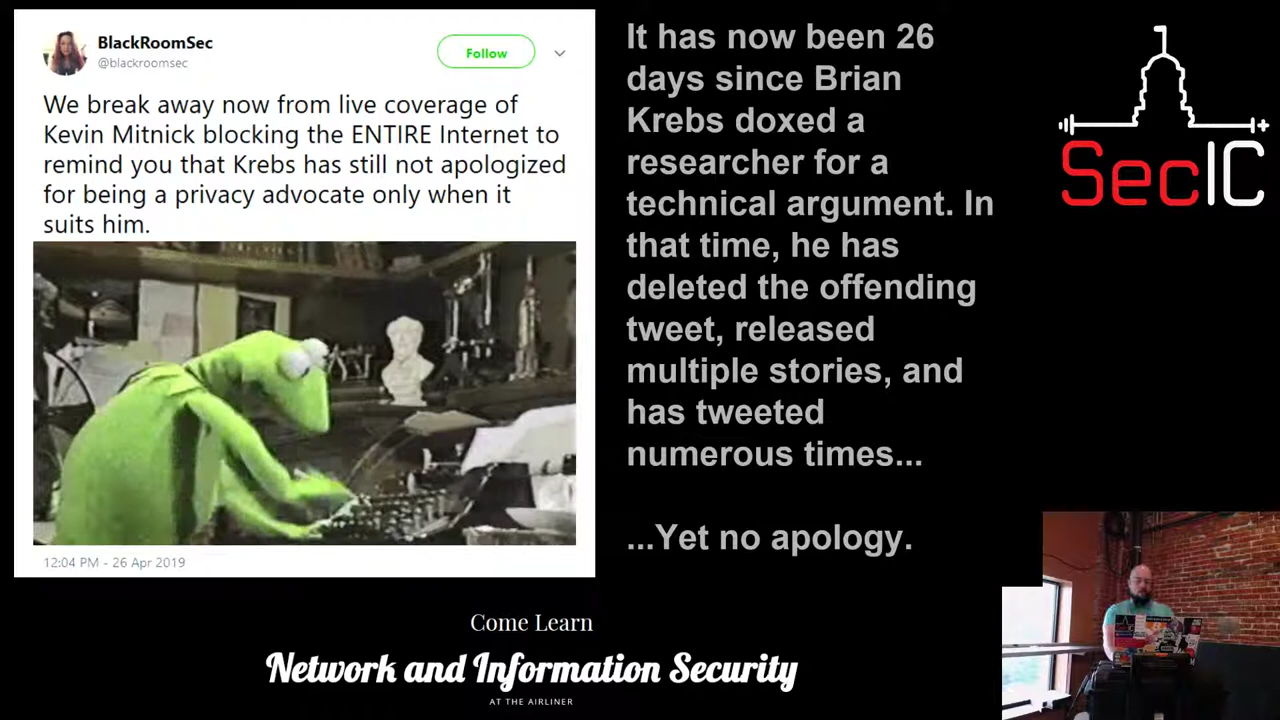 BlackRoomSec
@blackroomsec
Follow
We break away now from live coverage of
Kevin Mitnick blocking the ENTIRE Internet to
remind you that Krebs has still not apologized
for being a privacy advocate only when it
suits him.
12:04 PM - 26 Apr 2019
It has now been 26
days since Brian
Krebs doxed a
researcher for a
technical argument. In
that time, he has
deleted the offending
tweet, released
multiple stories, and
has tweeted
numerous times...
...Yet no apology.
SecIC
Come Learn
Network and Information Security
AT THE AIRLINER